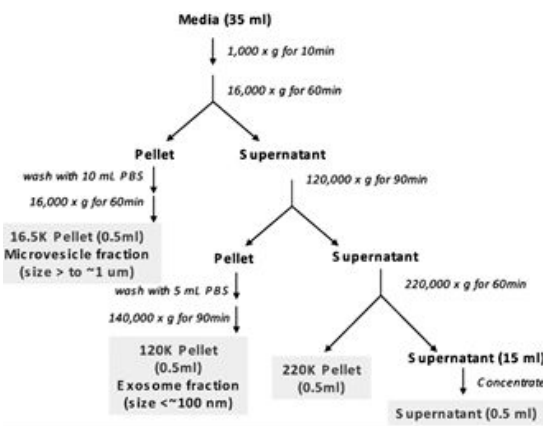 Media (35 ml)
1,000 x g for 10min
16,000 x g for 60min
Pellet
Supernatant
wash with 10 mL PBS
16,000 x g for 60min
120,000 x g for 90min
16.5K Pellet (0.5ml)
Microvesicle fraction
(size > to ~1 um)
Pellet
Supernatant
wash with 5 mL PBS
140,000 x g for 90min
220,000 x g for 60min
120K Pellet
(0.5ml)
Exosome fraction
(size <~100 nm)
220K Pellet
(0.5ml)
Supernatant (15 ml)
Concentrate
Supernatant (0.5 ml)